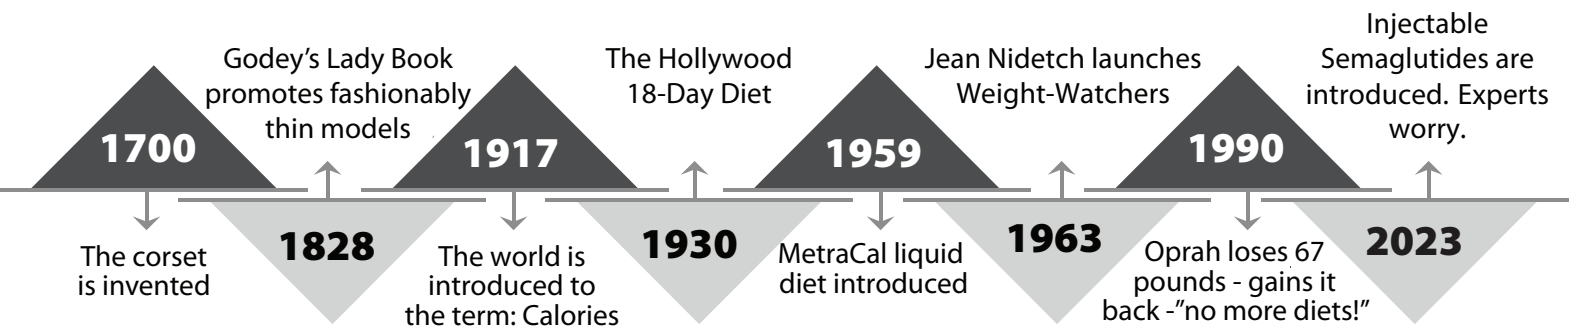 1700
The corset
is invented
Godey’s Lady Book
promotes fashionably
thin models
1828
1917
The world is
introduced to
the term: Calories
The Hollywood
18-Day Diet
1930
1959
MetraCal liquid
diet introduced
Jean Nidetch launches
Weight-Watchers
1963
1990
Oprah loses 67
pounds - gains it
back -”no more diets!”
Injectable
Semaglutides are
introduced. Experts
worry.
2023